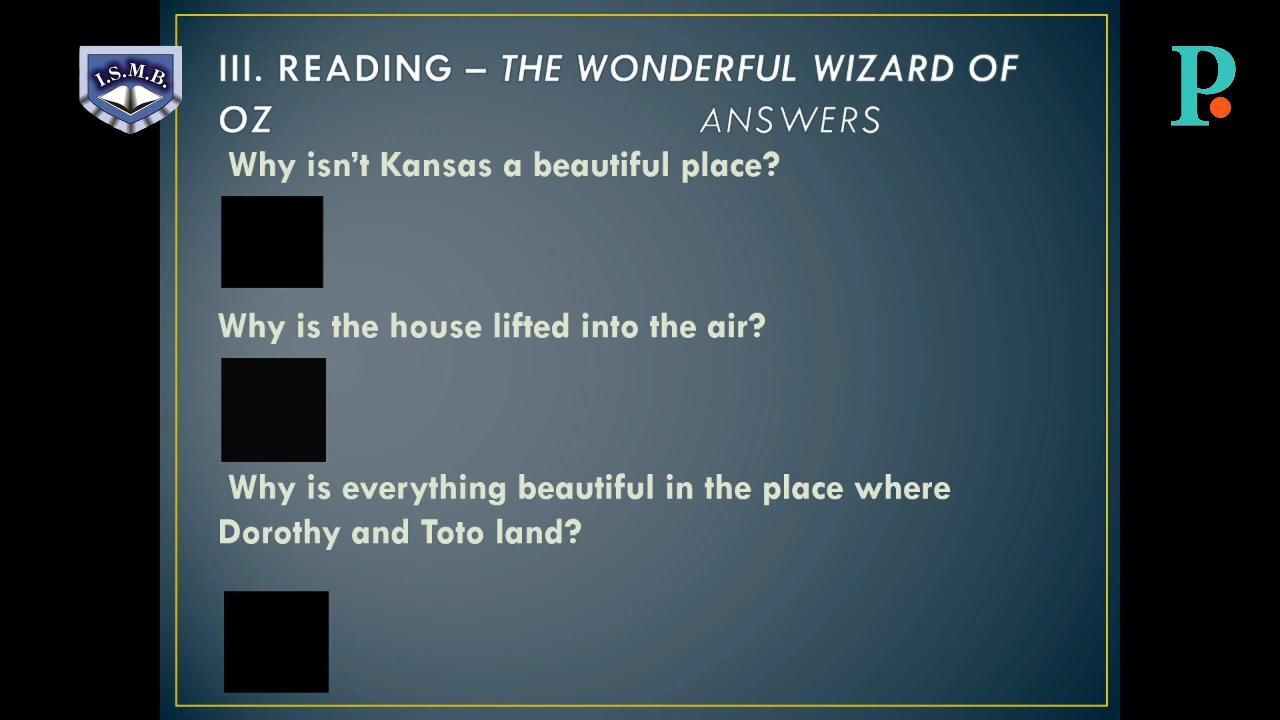 I.S.M.B.
III. READING – THE WONDERFUL WIZARD OF
OZ ANSWERS
Why isn't Kansas a beautiful place?
Why is the house lifted into the air?
Why is everything beautiful in the place where
Dorothy and Toto land?
P.